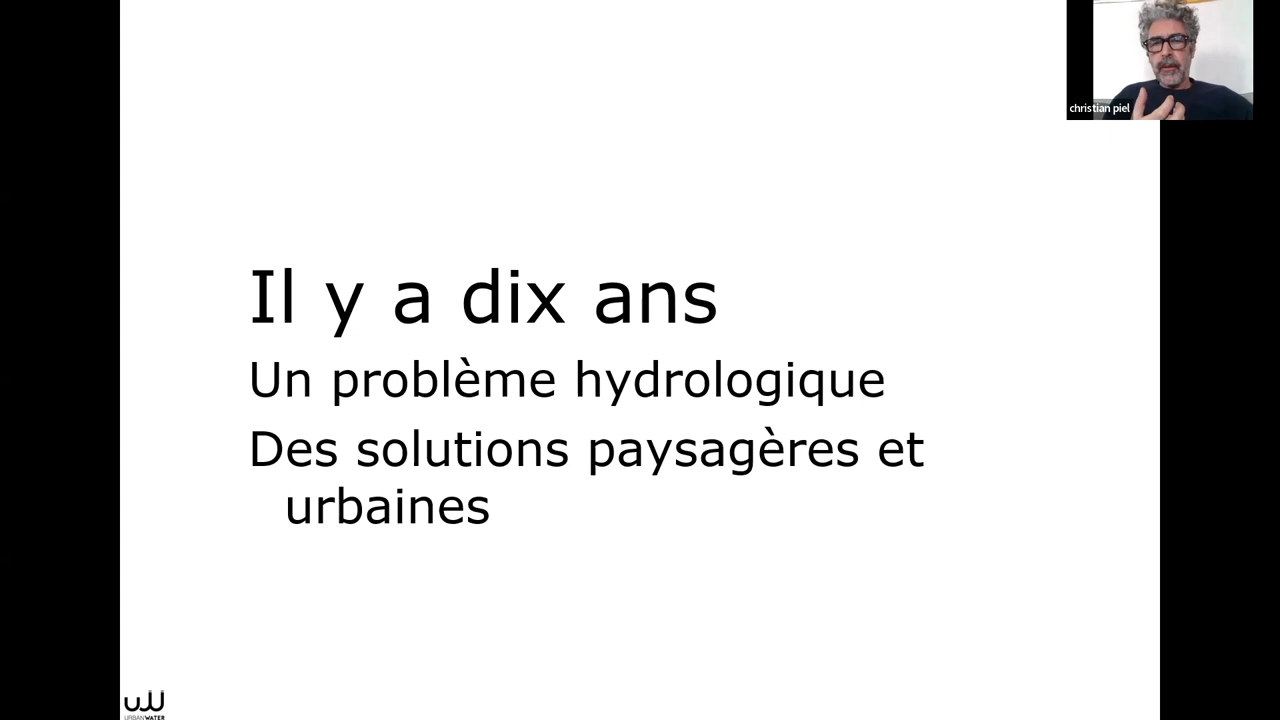 christian piel
Il y a dix ans
Un problème hydrologique
Des solutions paysagères et
urbaines
URBANWATER